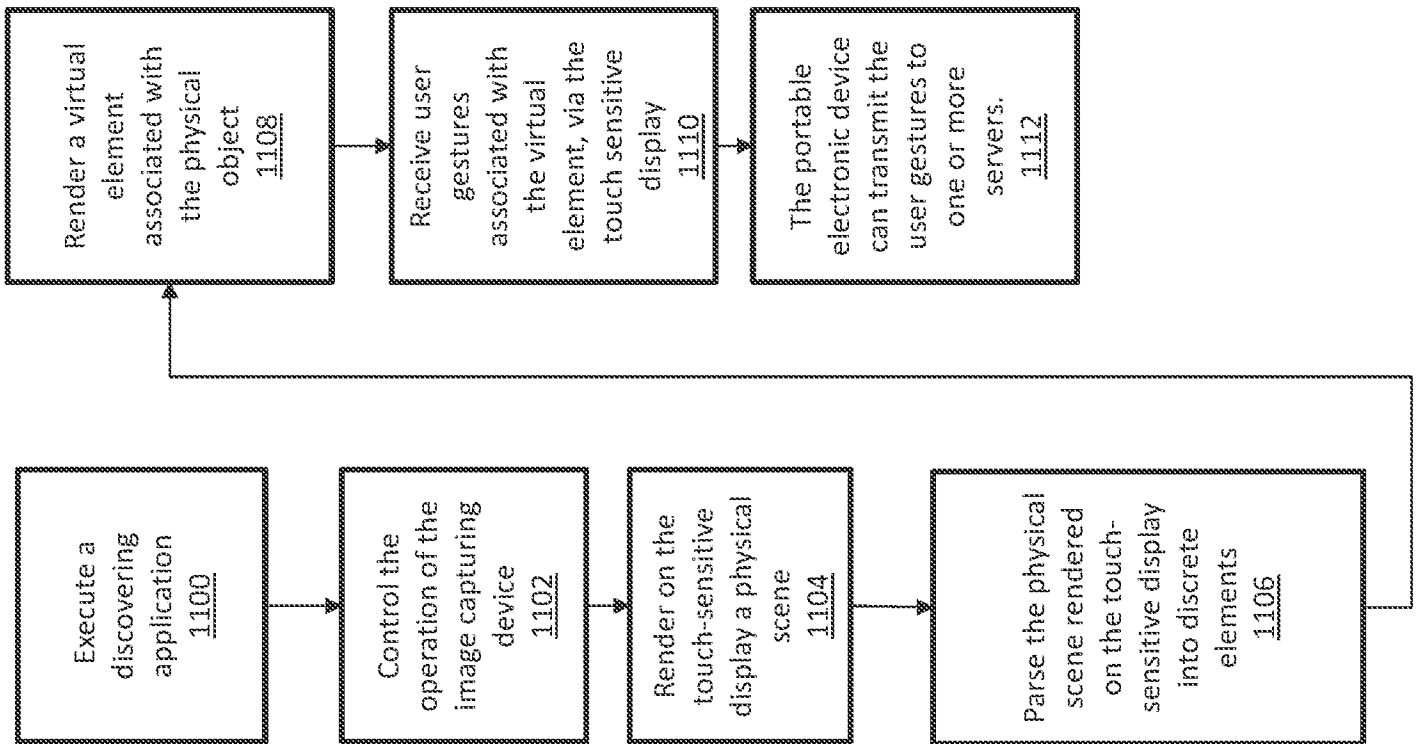 Execute a
discovering
application
1100
Control the
operation of the
image capturing
device
1102
Render on the
touch-sensitive
display a physical
scene
1104
Parse the physical
scene rendered
on the touch-
sensitive display
into discrete
elements
1106
Render a virtual
element
associated with
the physical
object
1108
Receive user
gestures
associated with
the virtual
element, via the
touch sensitive
display
1110
The portable
electronic device
can transmit the
user gestures to
one or more
servers.
1112